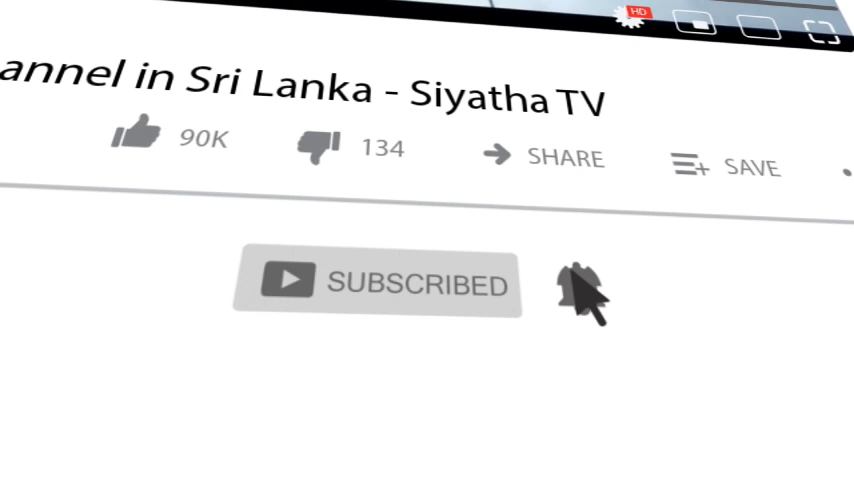 HD
annel in Sri Lanka - Siyatha TV
90K 134 SHARE SAVE
SUBSCRIBED